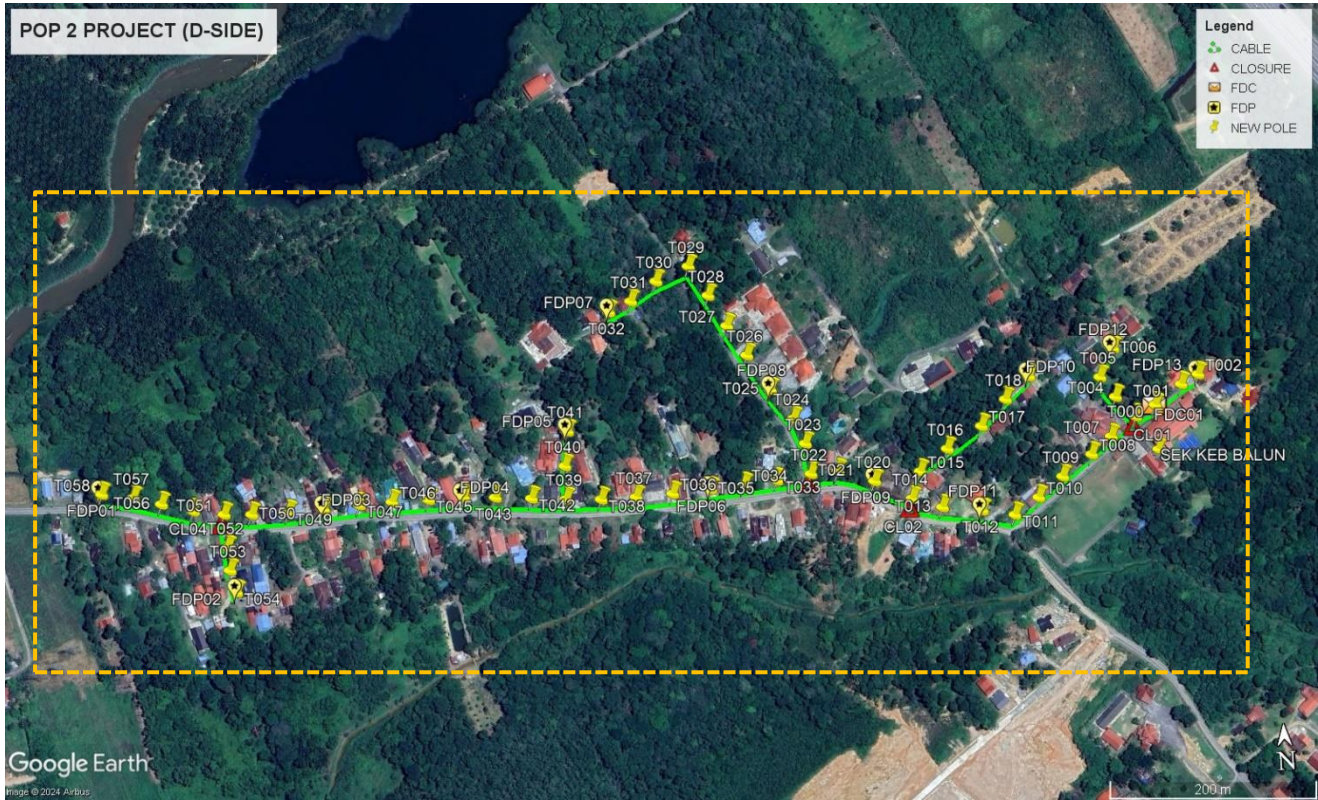 POP 2 PROJECT (D-SIDE)
Legend
CABLE
CLOSURE
FDC
FDP
NEW POLE
T029
T030
T028
T031
FDP07
T032
T027
T026
FDP08
T025
T024
T023
T022
FDP12
T006
T005
FDP13
T002
T004
T001
T000
FDC01
T007
CL01
T008
SEK KEB BALUN
T018
FDP10
T017
T016
T015
T009
T010
T011
T014
FDP11
T013
T012
CL02
T020
T021
FDP09
T033
T034
T035
T036
FDP06
T037
T038
T041
FDP05
T040
T039
T042
FDP04
T043
T045
T046
T047
FDP03
T049
T050
T051
CL04
T052
T053
FDP02
T054
T057
T058
T056
FDP01
Google Earth
Image © 2024 Airbus
N
200 m